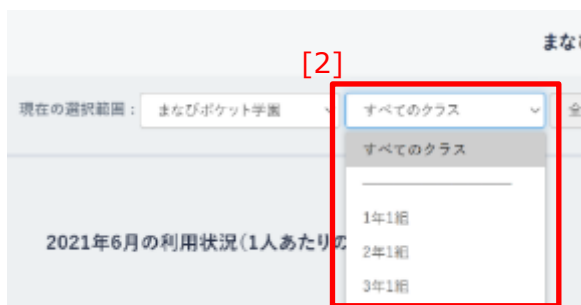 まな
[2]
現在の選択範囲： まなびポケット学園 すべてのクラス 全
すべてのクラス
1年1組
2021年6月の利用状況(1人あたりの
2年1組
3年1組